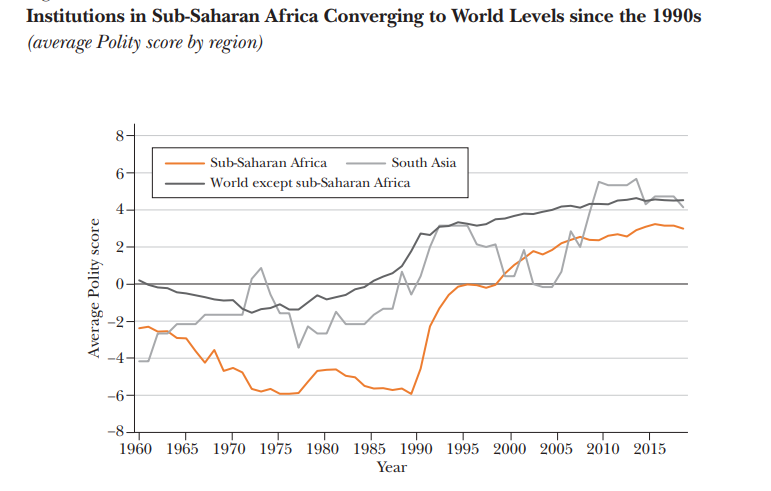 Institutions in Sub-Saharan Africa Converging to World Levels since the 1990s
(average Polity score by region)
8
6
4
2
0
−2
−4
−6
−8
Average Polity score
Sub-Saharan Africa
South Asia
World except sub-Saharan Africa
1960 1965 1970 1975 1980 1985 1990 1995 2000 2005 2010 2015
Year